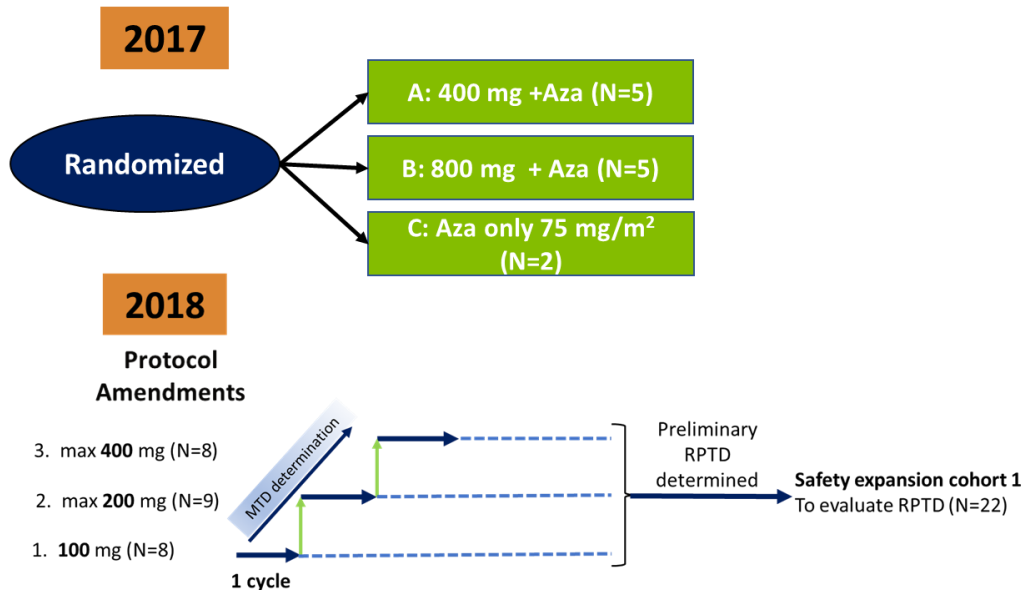 2017
Randomized
A: 400 mg +Aza (N=5)
B: 800 mg + Aza (N=5)
C: Aza only 75 mg/m²
(N=2)
2018
Protocol
Amendments
3. max 400 mg (N=8)
2. max 200 mg (N=9)
1. 100 mg (N=8)
MTD determination
1 cycle
Preliminary
RPTD
determined
Safety expansion cohort 1
To evaluate RPTD (N=22)